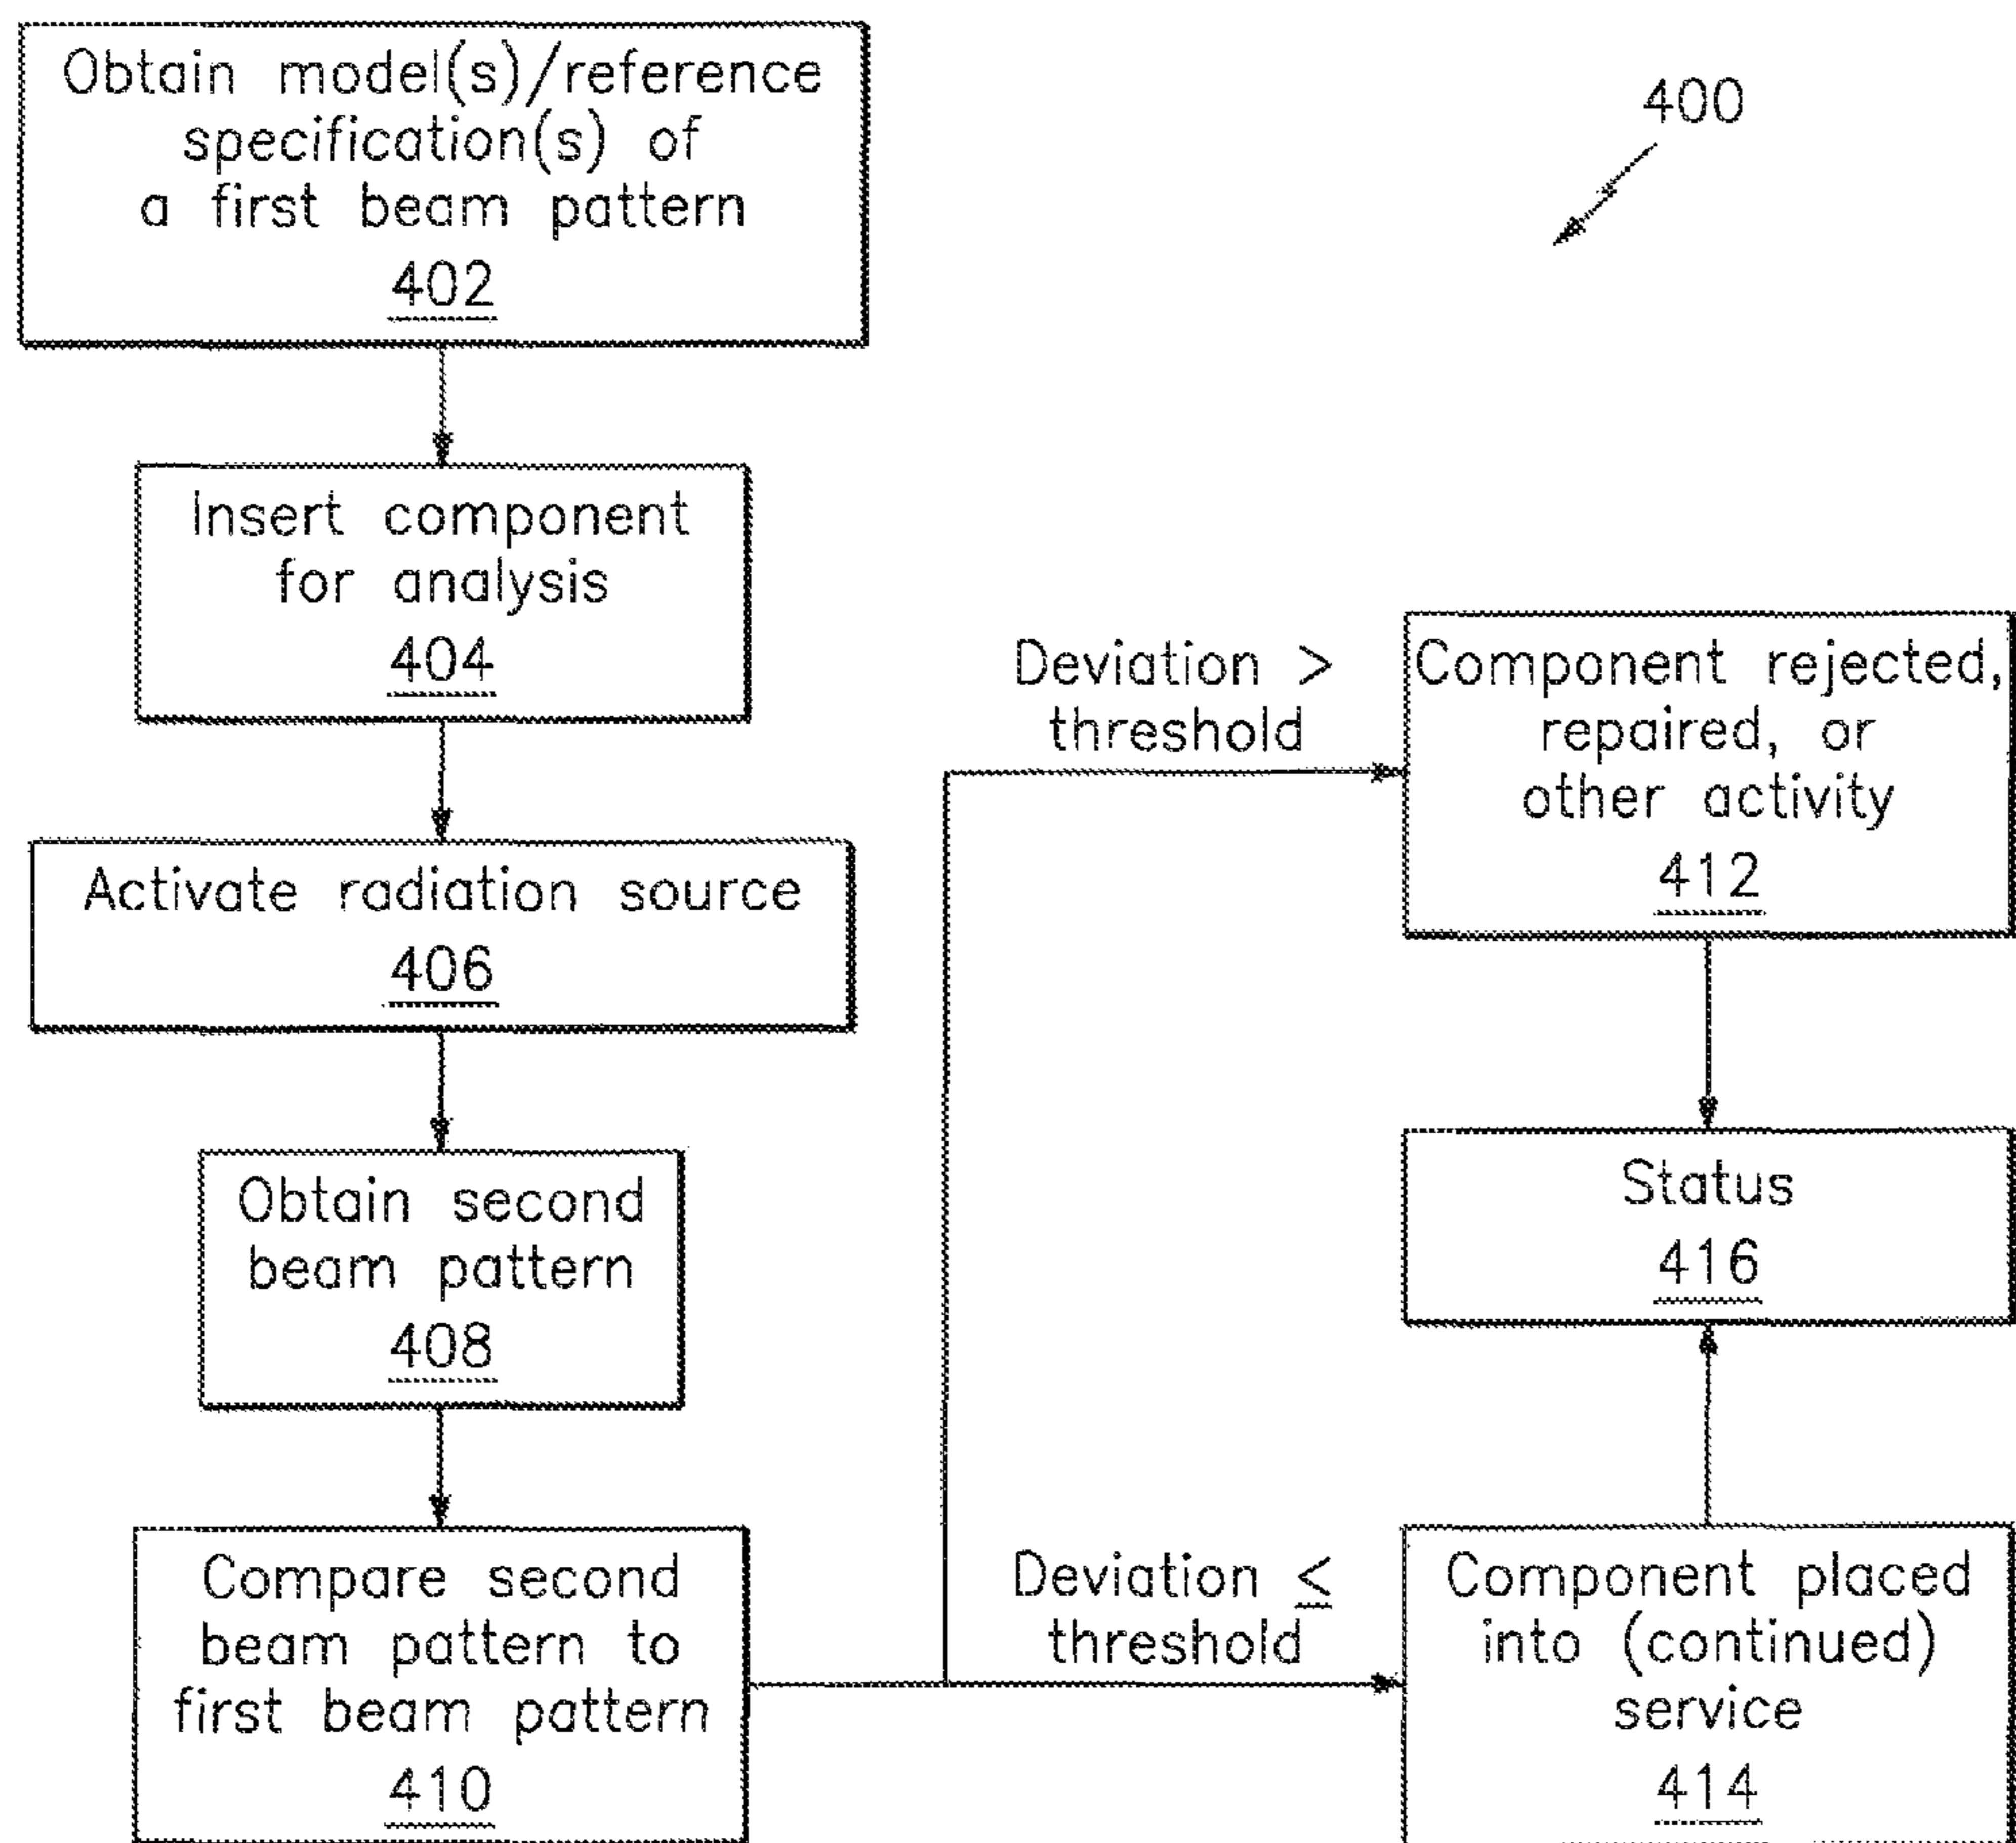 Obtain model(s)/reference
specification(s) of
a first beam pattern
402
400
Insert component
for analysis
404
Activate radiation source
406
Obtain second
beam pattern
408
Compare second
beam pattern to
first beam pattern
410
Deviation >
threshold
Component rejected,
repaired, or
other activity
412
Status
416
Deviation ≤
threshold
Component placed
into (continued)
service
414